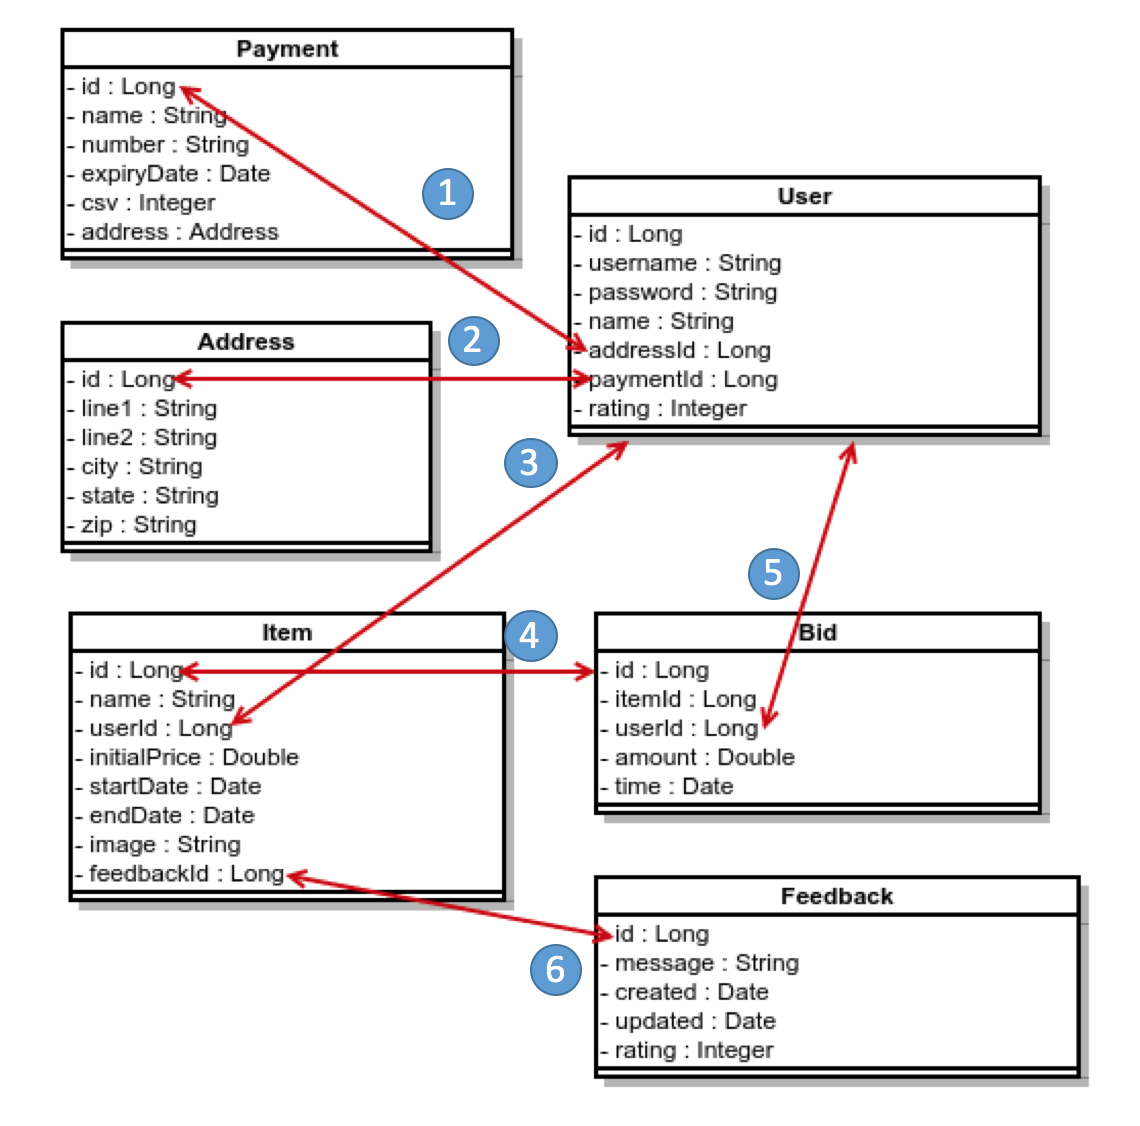 Payment
- id : Long
- name : String
- number : String
- expiryDate : Date
- csv : Integer
- address : Address
1
User
- id : Long
- username : String
- password : String
- name : String
- addressId : Long
- paymentId : Long
- rating : Integer
Address
- id : Long
- line1 : String
- line2 : String
- city : String
- state : String
- zip : String
2
3
5
Item
- id : Long
- name : String
- userId : Long
- initialPrice : Double
- startDate : Date
- endDate : Date
- image : String
- feedbackId : Long
4
Bid
- id : Long
- itemId : Long
- userId : Long
- amount : Double
- time : Date
6
Feedback
- id : Long
- message : String
- created : Date
- updated : Date
- rating : Integer